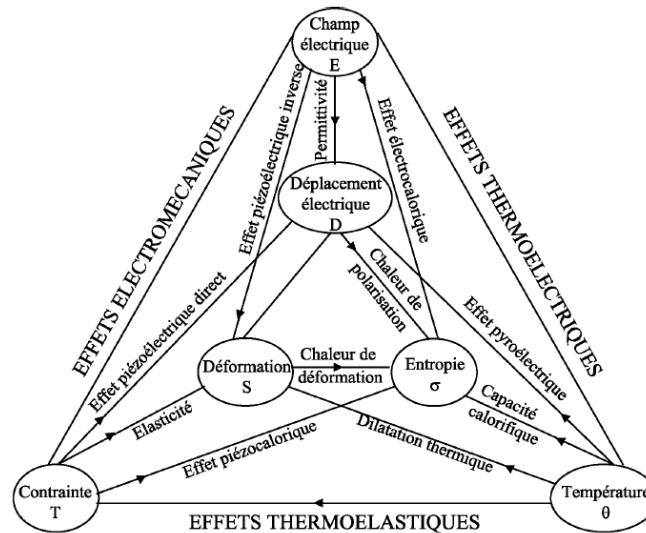 Champ
électrique
E
EFFETS ELECTROMECANIQUES
Effet piézoélectrique inverse
Permittivité
Effet électrocalorique
EFFETS THERMOELECTRIQUES
Déplacement
électrique
D
Chaleur de
polarisation
Effet piézoélectrique direct
Effet pyroélectrique
Déformation
S
Chaleur de
déformation
Entropie
σ
Elasticité
Effet piézocalorique
Dilatation thermique
Capacité
calorifique
Contrainte
T
Température
θ
EFFETS THERMOELASTIQUES